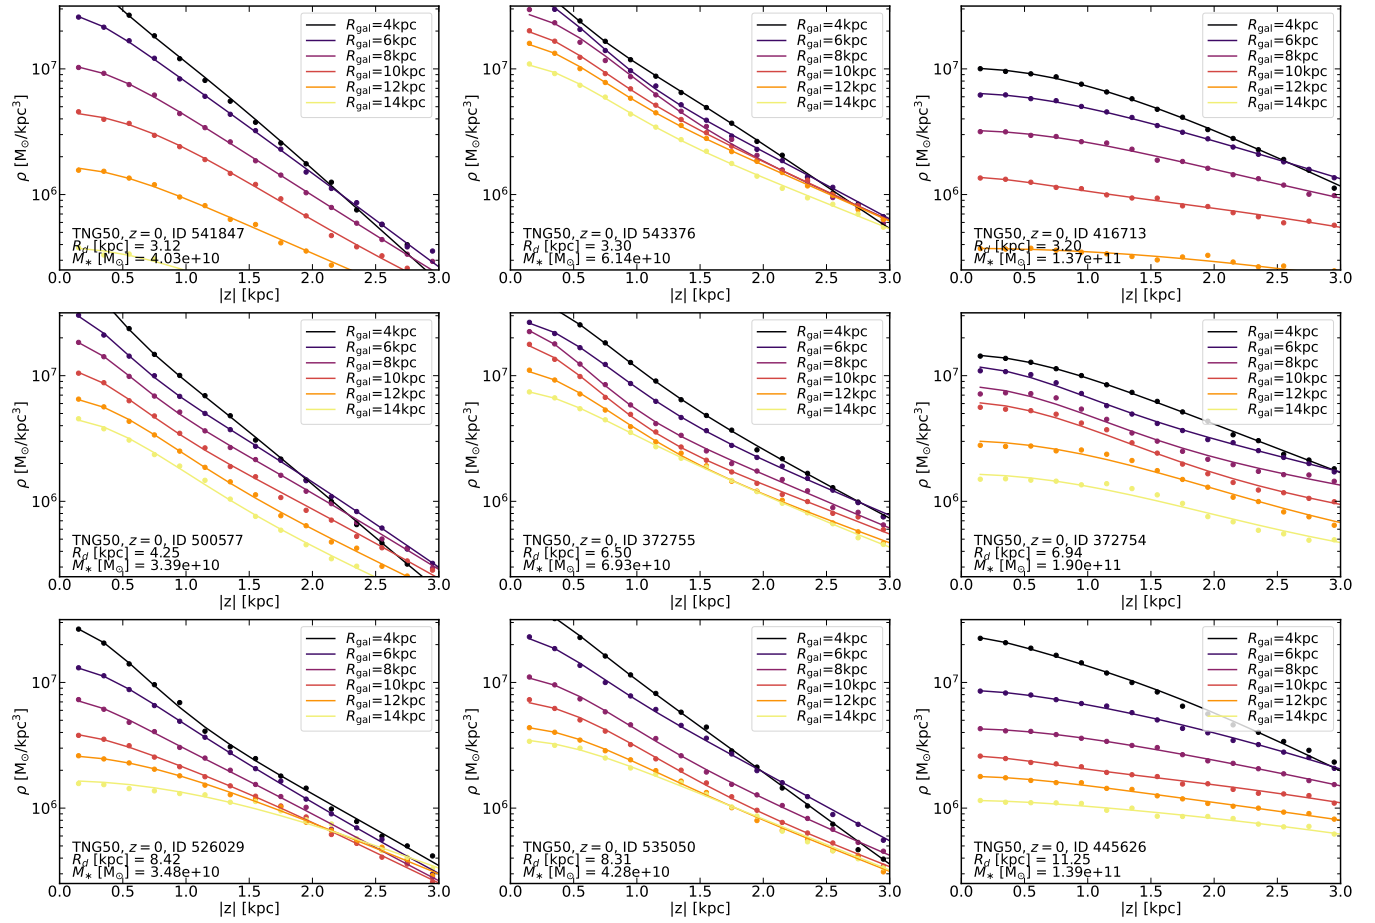 ρ [M⊙/kpc³]
10⁷
10⁶
R_gal=4kpc
R_gal=6kpc
R_gal=8kpc
R_gal=10kpc
R_gal=12kpc
R_gal=14kpc
TNG50, z = 0, ID 541847
R_d [kpc] = 3.12
M_* [M⊙] = 4.03e+10
0.0 0.5 1.0 1.5 2.0 2.5 3.0
|z| [kpc]
ρ [M⊙/kpc³]
10⁷
10⁶
R_gal=4kpc
R_gal=6kpc
R_gal=8kpc
R_gal=10kpc
R_gal=12kpc
R_gal=14kpc
TNG50, z = 0, ID 543376
R_d [kpc] = 3.30
M_* [M⊙] = 6.14e+10
0.0 0.5 1.0 1.5 2.0 2.5 3.0
|z| [kpc]
ρ [M⊙/kpc³]
10⁷
10⁶
R_gal=4kpc
R_gal=6kpc
R_gal=8kpc
R_gal=10kpc
R_gal=12kpc
R_gal=14kpc
TNG50, z = 0, ID 416713
R_d [kpc] = 3.20
M_* [M⊙] = 1.37e+11
0.0 0.5 1.0 1.5 2.0 2.5 3.0
|z| [kpc]
ρ [M⊙/kpc³]
10⁷
10⁶
R_gal=4kpc
R_gal=6kpc
R_gal=8kpc
R_gal=10kpc
R_gal=12kpc
R_gal=14kpc
TNG50, z = 0, ID 500577
R_d [kpc] = 4.25
M_* [M⊙] = 3.39e+10
0.0 0.5 1.0 1.5 2.0 2.5 3.0
|z| [kpc]
ρ [M⊙/kpc³]
10⁷
10⁶
R_gal=4kpc
R_gal=6kpc
R_gal=8kpc
R_gal=10kpc
R_gal=12kpc
R_gal=14kpc
TNG50, z = 0, ID 372755
R_d [kpc] = 6.50
M_* [M⊙] = 6.93e+10
0.0 0.5 1.0 1.5 2.0 2.5 3.0
|z| [kpc]
ρ [M⊙/kpc³]
10⁷
10⁶
R_gal=4kpc
R_gal=6kpc
R_gal=8kpc
R_gal=10kpc
R_gal=12kpc
R_gal=14kpc
TNG50, z = 0, ID 372754
R_d [kpc] = 6.94
M_* [M⊙] = 1.90e+11
0.0 0.5 1.0 1.5 2.0 2.5 3.0
|z| [kpc]
ρ [M⊙/kpc³]
10⁷
10⁶
R_gal=4kpc
R_gal=6kpc
R_gal=8kpc
R_gal=10kpc
R_gal=12kpc
R_gal=14kpc
TNG50, z = 0, ID 526029
R_d [kpc] = 8.42
M_* [M⊙] = 3.48e+10
0.0 0.5 1.0 1.5 2.0 2.5 3.0
|z| [kpc]
ρ [M⊙/kpc³]
10⁷
10⁶
R_gal=4kpc
R_gal=6kpc
R_gal=8kpc
R_gal=10kpc
R_gal=12kpc
R_gal=14kpc
TNG50, z = 0, ID 535050
R_d [kpc] = 8.31
M_* [M⊙] = 4.28e+10
0.0 0.5 1.0 1.5 2.0 2.5 3.0
|z| [kpc]
ρ [M⊙/kpc³]
10⁷
10⁶
R_gal=4kpc
R_gal=6kpc
R_gal=8kpc
R_gal=10kpc
R_gal=12kpc
R_gal=14kpc
TNG50, z = 0, ID 445626
R_d [kpc] = 11.25
M_* [M⊙] = 1.39e+11
0.0 0.5 1.0 1.5 2.0 2.5 3.0
|z| [kpc]